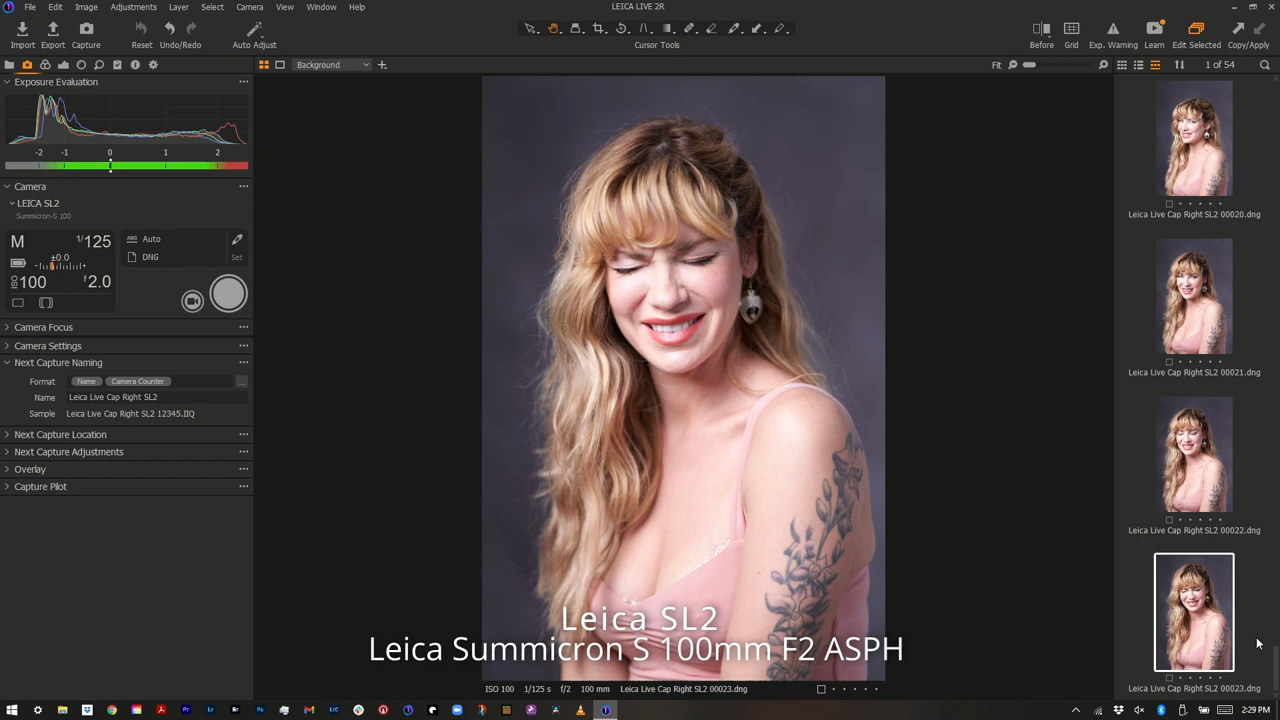 File Edit Image Adjustments Layer Select Camera View Window Help
LEICA LIVE 2R
Import Export Capture Reset Undo/Redo Auto Adjust
Cursor Tools
Before Grid Exp. Warning Learn Edit Selected Copy/Apply
Background
Fit
1 of 54
Exposure Evaluation
-2 -1 0 1 2
Camera
LEICA SL2
Summicron-S 100
M 1/125
±0.0
ISO 100 f 2.0
AWB Auto
DNG
Set
Camera Focus
Camera Settings
Next Capture Naming
Format Name Camera Counter ...
Name Leica Live Cap Right SL2
Sample Leica Live Cap Right SL2 12345.IIQ
Next Capture Location
Next Capture Adjustments
Overlay
Capture Pilot
Leica SL2
Leica Summicron S 100mm F2 ASPH
ISO 100 1/125 s f/2 100 mm Leica Live Cap Right SL2 00023.dng
Leica Live Cap Right SL2 00020.dng
Leica Live Cap Right SL2 00021.dng
Leica Live Cap Right SL2 00022.dng
Leica Live Cap Right SL2 00023.dng
2:29 PM